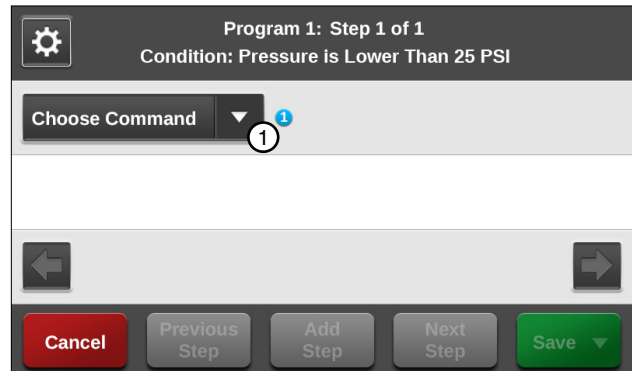 Program 1: Step 1 of 1
Condition: Pressure is Lower Than 25 PSI
Choose Command
1
1
Cancel
Previous
Step
Add
Step
Next
Step
Save